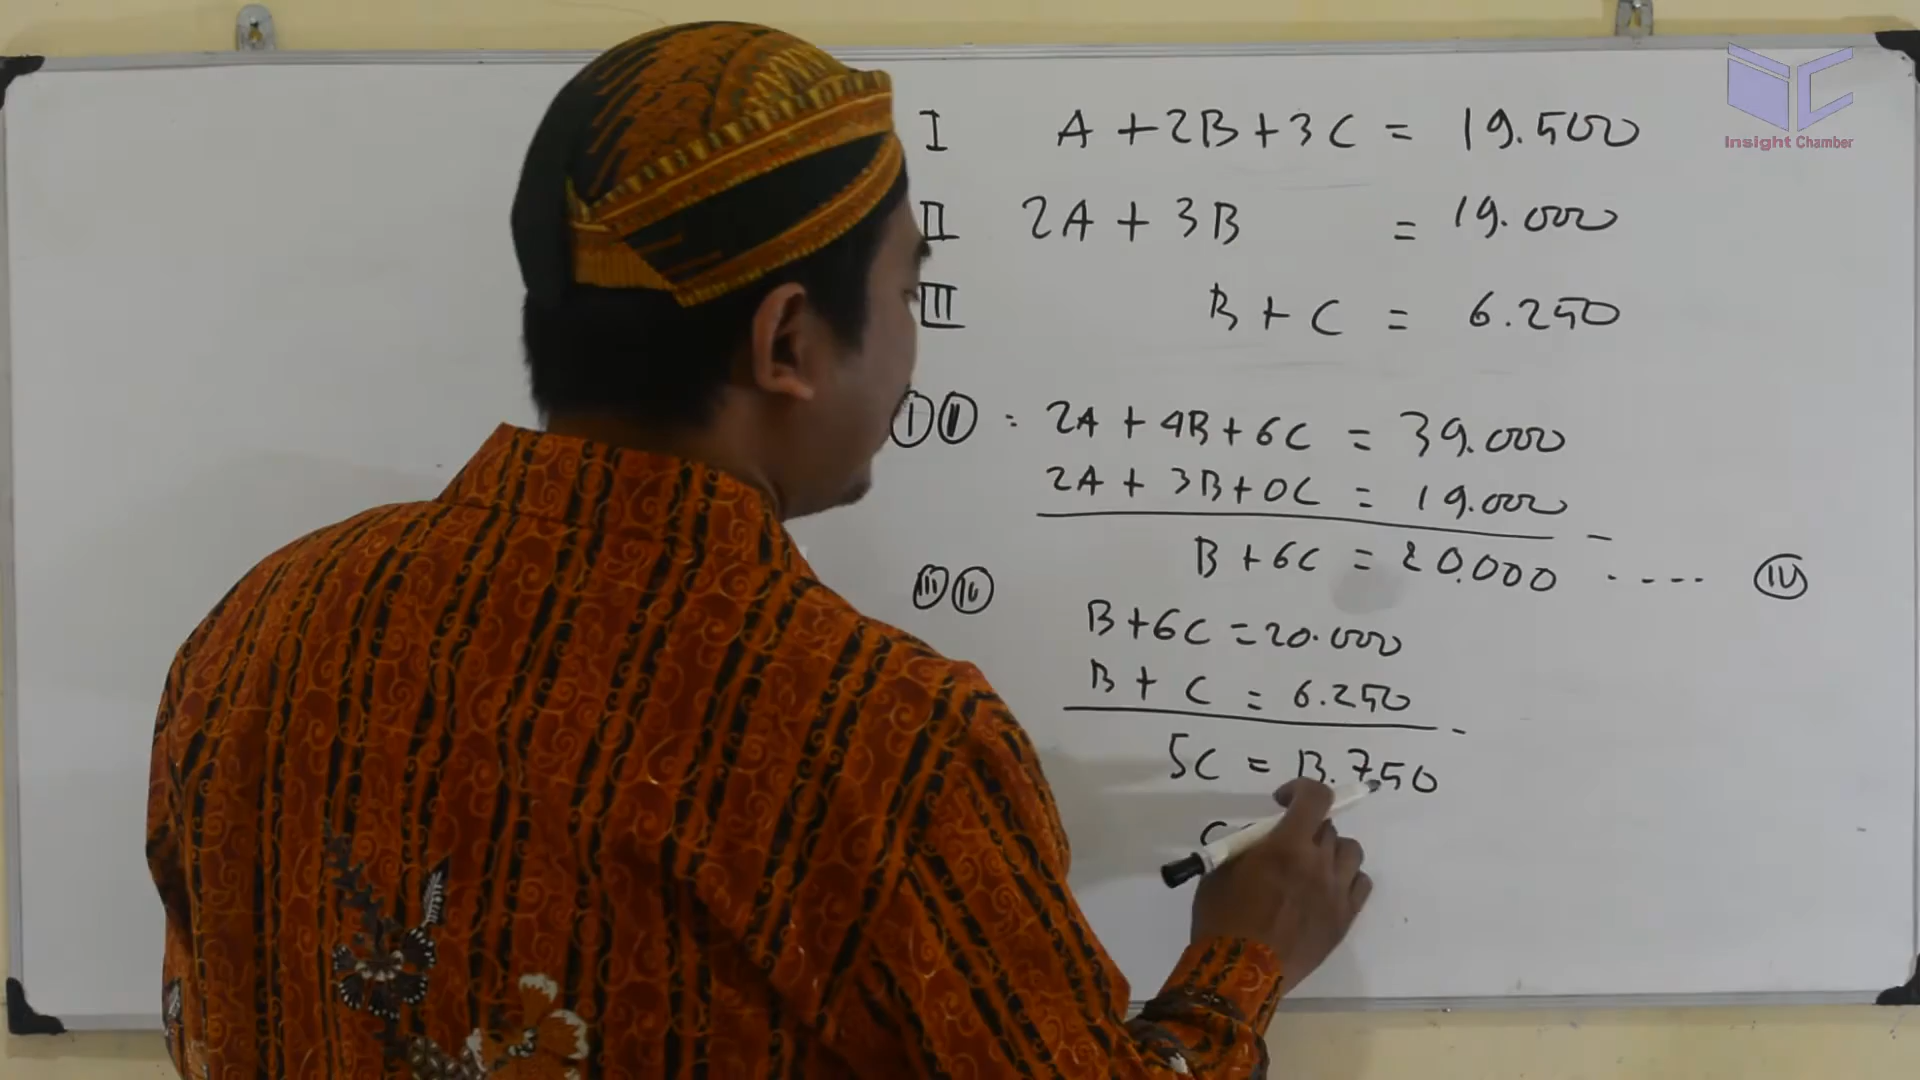 Insight Chamber
I A + 2B + 3C = 19.500
II 2A + 3B = 19.000
III B + C = 6.250
I II : 2A + 4B + 6C = 39.000
2A + 3B + 0C = 19.000 -
B + 6C = 20.000 ..... IV
III IV
B + 6C = 20.000
B + C = 6.250 -
5C = 13.750
C